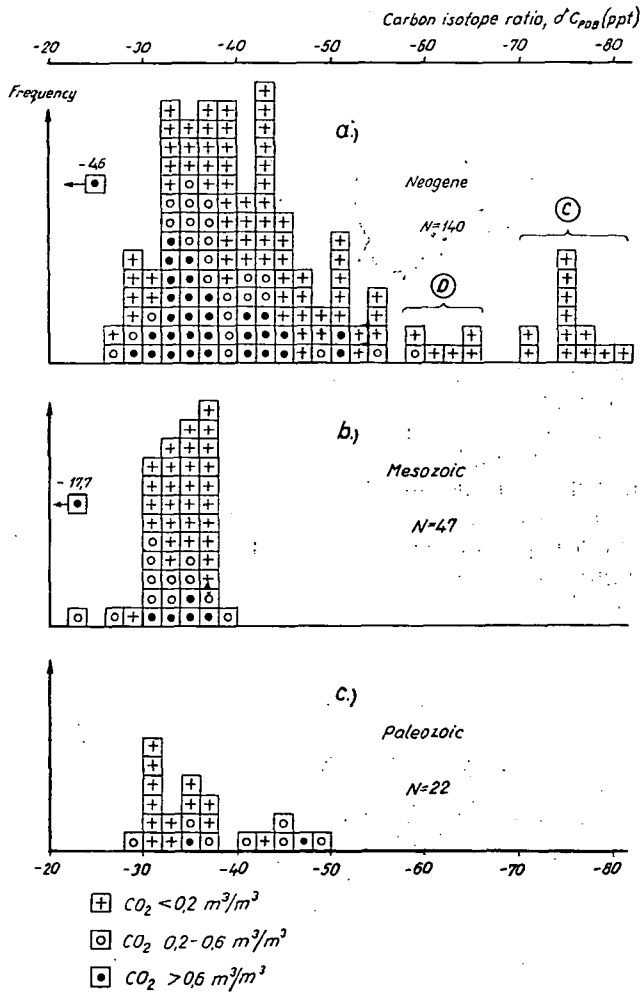 Carbon isotope ratio, δ C_PDB (ppt)
-20 -30 -40 -50 -60 -70 -80
Frequency
a.)
-4,6
Neogene
N=140
C
D
b.)
-17,7
Mesozoic
N=47
c.)
Paleozoic
N=22
-20 -30 -40 -50 -60 -70 -80
+ CO₂ <0,2 m³/m³
o CO₂ 0,2-0,6 m³/m³
• CO₂ >0,6 m³/m³